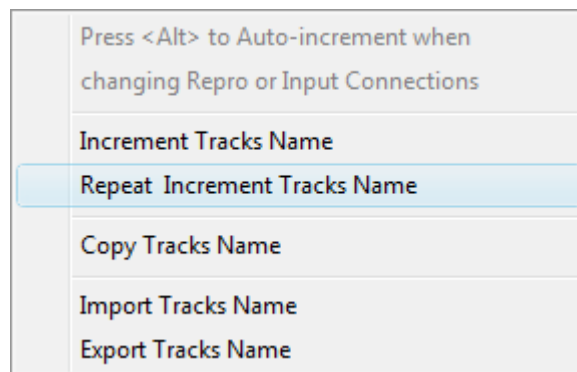 Press <Alt> to Auto-increment when
changing Repro or Input Connections
Increment Tracks Name
Repeat  Increment Tracks Name
Copy Tracks Name
Import Tracks Name
Export Tracks Name